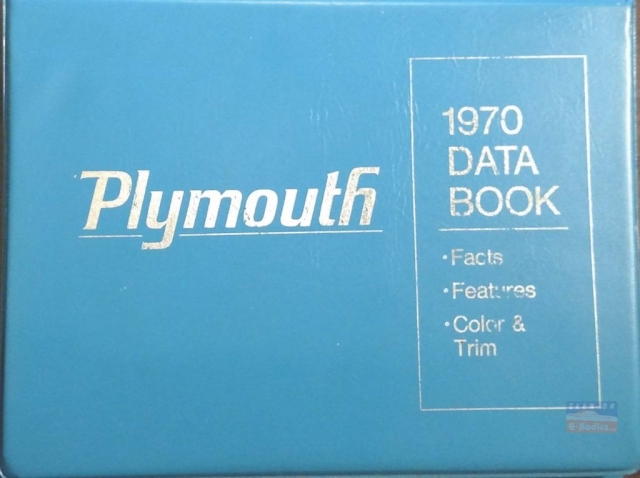 Plymouth
1970
DATA
BOOK
·Facts
·Features
·Color &
Trim